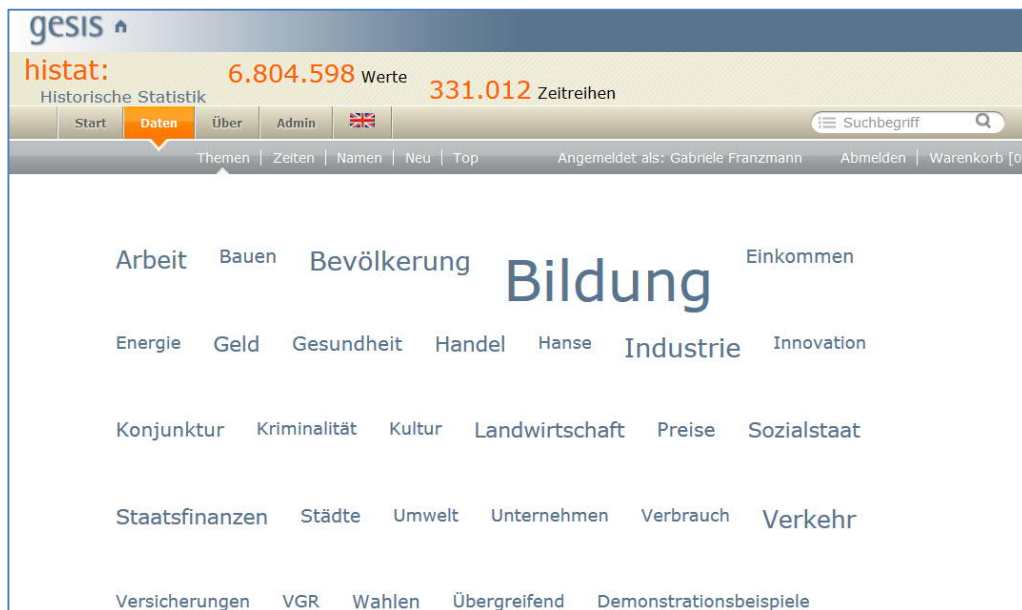 gesis
histat: 6.804.598 Werte 331.012 Zeitreihen
Historische Statistik
Start Daten Über Admin Suchbegriff
Themen | Zeiten | Namen | Neu | Top Angemeldet als: Gabriele Franzmann Abmelden | Warenkorb [0
Arbeit Bauen Bevölkerung Bildung Einkommen
Energie Geld Gesundheit Handel Hanse Industrie Innovation
Konjunktur Kriminalität Kultur Landwirtschaft Preise Sozialstaat
Staatsfinanzen Städte Umwelt Unternehmen Verbrauch Verkehr
Versicherungen VGR Wahlen Übergreifend Demonstrationsbeispiele